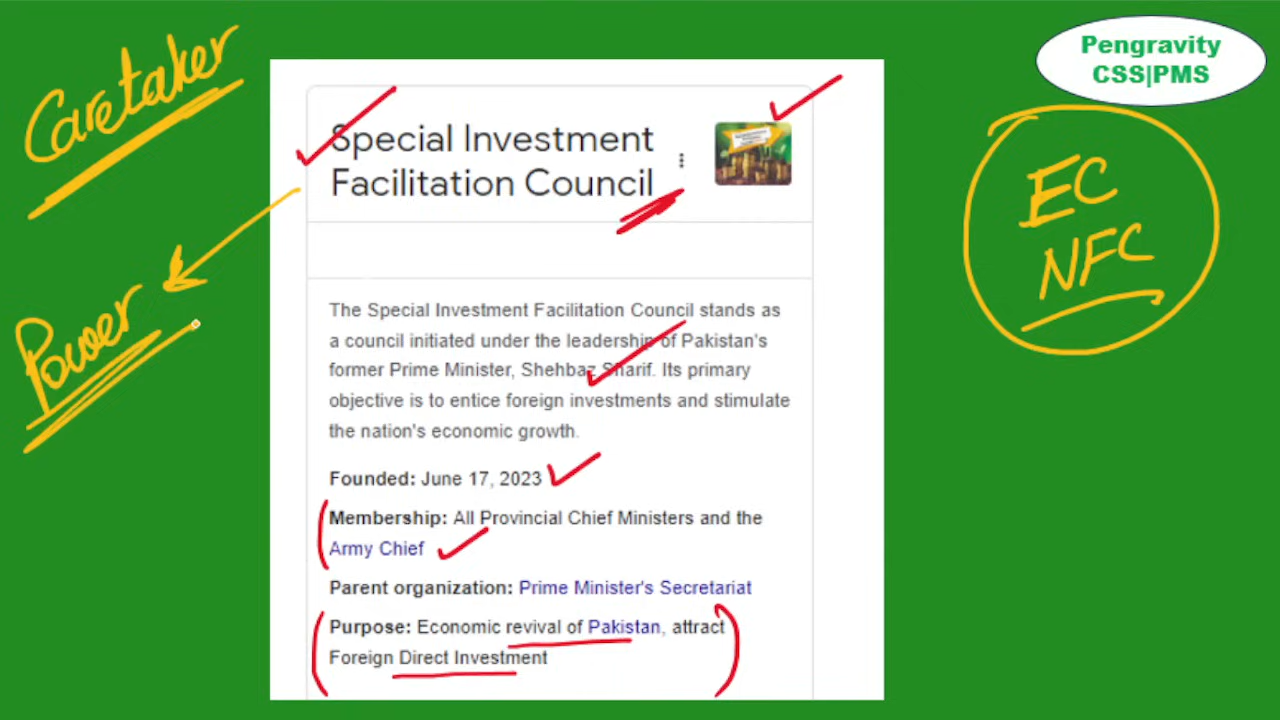 Caretaker
Power
Special Investment
Facilitation Council
The Special Investment Facilitation Council stands as
a council initiated under the leadership of Pakistan's
former Prime Minister, Shehbaz Sharif. Its primary
objective is to entice foreign investments and stimulate
the nation's economic growth.
Founded: June 17, 2023
Membership: All Provincial Chief Ministers and the
Army Chief
Parent organization: Prime Minister's Secretariat
Purpose: Economic revival of Pakistan, attract
Foreign Direct Investment
Pengravity
CSS|PMS
EC
NFC